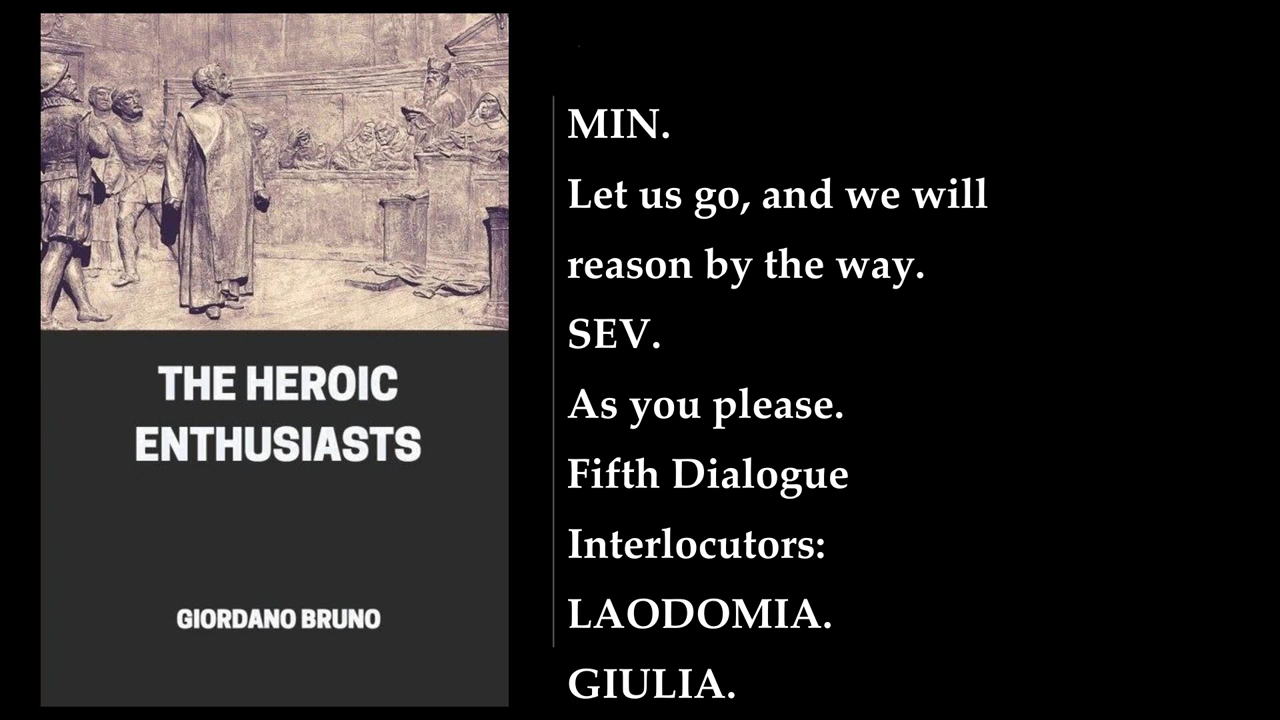 THE HEROIC
ENTHUSIASTS
GIORDANO BRUNO
MIN.
Let us go, and we will
reason by the way.
SEV.
As you please.
Fifth Dialogue
Interlocutors:
LAODOMIA.
GIULIA.